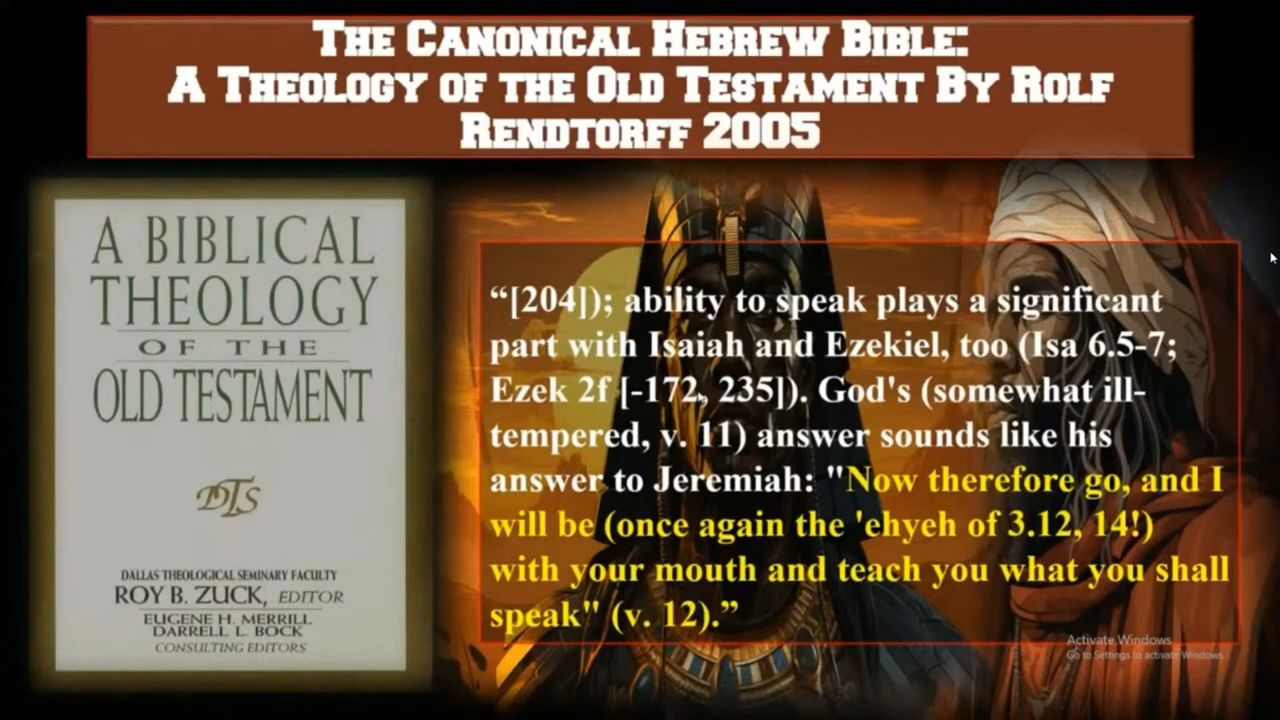 The Canonical Hebrew Bible:
A Theology of the Old Testament By Rolf
Rendtorff 2005
A BIBLICAL
THEOLOGY
OF THE
OLD TESTAMENT
DTS
DALLAS THEOLOGICAL SEMINARY FACULTY
ROY B. ZUCK, EDITOR
EUGENE H. MERRILL
DARRELL L. BOCK
CONSULTING EDITORS
“[204]); ability to speak plays a significant
part with Isaiah and Ezekiel, too (Isa 6.5-7;
Ezek 2f [-172, 235]). God's (somewhat ill-
tempered, v. 11) answer sounds like his
answer to Jeremiah: "Now therefore go, and I
will be (once again the 'ehyeh of 3.12, 14!)
with your mouth and teach you what you shall
speak" (v. 12).”
Activate Windows
Go to Settings to activate Windows.